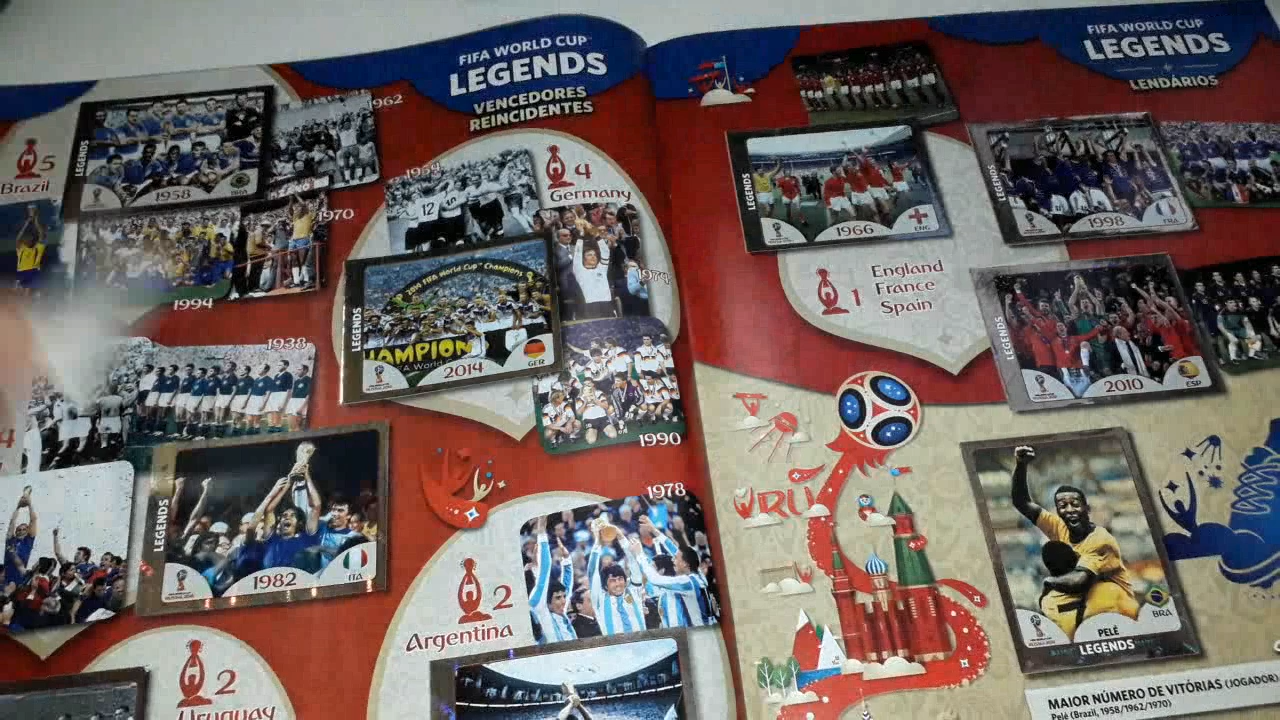 FIFA WORLD CUP
LEGENDS
VENCEDORES
REINCIDENTES
5
Brazil
LEGENDS
1958
1962
1970
1994
1954
12
4
Germany
1974
LEGENDS
2014 FIFA World Cup™ Champions
2014
GER
1990
1938
4
LEGENDS
1982
ITA
1978
2
Argentina
2
Uruguay
FIFA WORLD CUP
LEGENDS
LENDÁRIOS
LEGENDS
1966
ENG
LEGENDS
1998
FRA
1
England
France
Spain
LEGENDS
2010
ESP
PELÉ
LEGENDS
BRA
MAIOR NÚMERO DE VITÓRIAS (JOGADOR)
Pelé (Brazil, 1958/1962/1970)